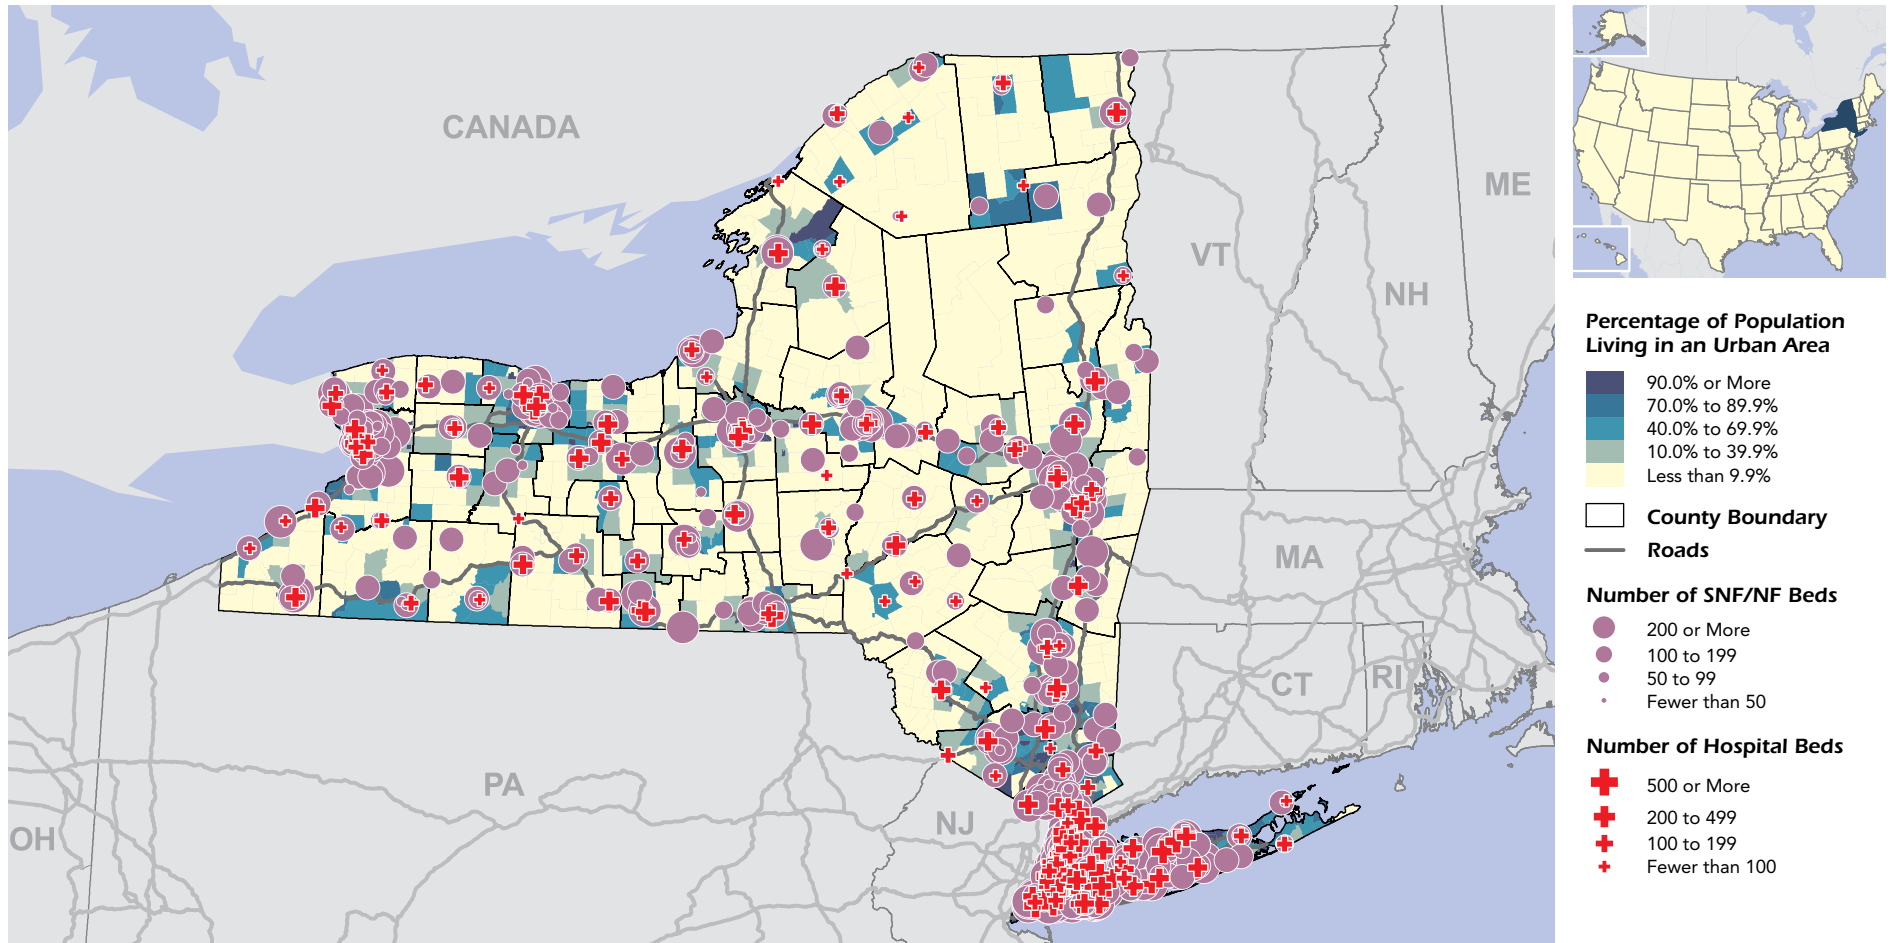 CANADA
ME
VT
NH
MA
CT
RI
PA
NJ
OH
Percentage of Population
Living in an Urban Area
90.0% or More
70.0% to 89.9%
40.0% to 69.9%
10.0% to 39.9%
Less than 9.9%
County Boundary
Roads
Number of SNF/NF Beds
200 or More
100 to 199
50 to 99
Fewer than 50
Number of Hospital Beds
500 or More
200 to 499
100 to 199
Fewer than 100